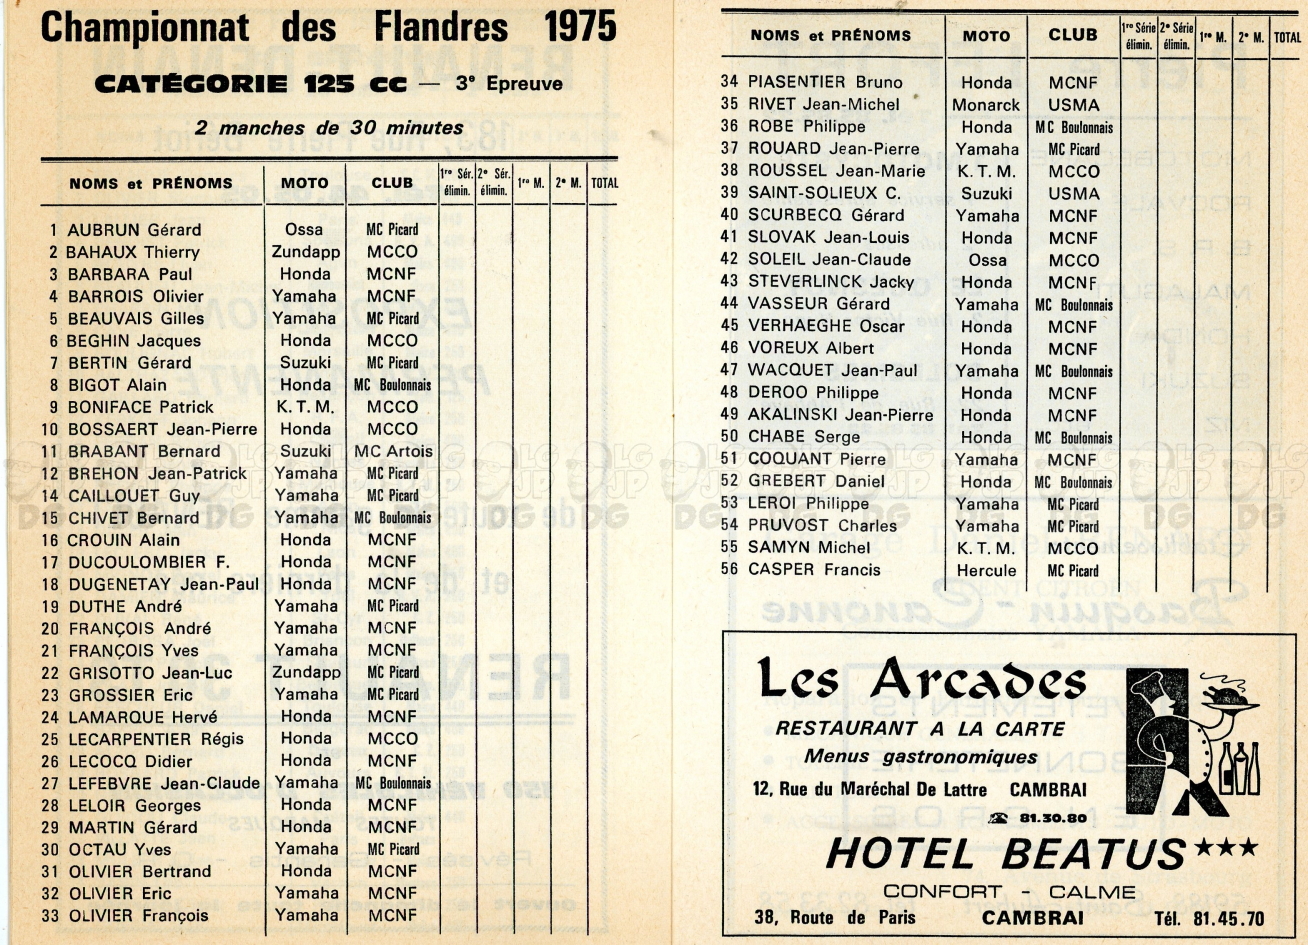 Championnat des Flandres 1975
CATÉGORIE 125 CC — 3e Epreuve
2 manches de 30 minutes
NOMS et PRÉNOMS MOTO CLUB 1re Sér. élimin. 2e Sér. élimin. 1re M. 2e M. TOTAL
1 AUBRUN Gérard Ossa MC Picard
2 BAHAUX Thierry Zundapp MCCO
3 BARBARA Paul Honda MCNF
4 BARROIS Olivier Yamaha MCNF
5 BEAUVAIS Gilles Yamaha MC Picard
6 BEGHIN Jacques Honda MCCO
7 BERTIN Gérard Suzuki MC Picard
8 BIGOT Alain Honda MC Boulonnais
9 BONIFACE Patrick K.T.M. MCCO
10 BOSSAERT Jean-Pierre Honda MCCO
11 BRABANT Bernard Suzuki MC Artois
12 BREHON Jean Patrick Yamaha MC Picard
14 CAILLOUET Guy Yamaha MC Picard
15 CHIVET Bernard Yamaha MC Boulonnais
16 CROUIN Alain Honda MCNF
17 DUCOULOMBIER F. Honda MCNF
18 DUGENETAY Jean-Paul Honda MCNF
19 DUTHE André Yamaha MC Picard
20 FRANÇOIS André Yamaha MCNF
21 FRANÇOIS Yves Yamaha MCNF
22 GRISOTTO Jean-Luc Zundapp MC Picard
23 GROSSIER Eric Yamaha MC Picard
24 LAMARQUE Hervé Honda MCNF
25 LECARPENTIER Régis Honda MCCO
26 LECOCQ Didier Honda MCNF
27 LEFEBVRE Jean-Claude Yamaha MC Boulonnais
28 LELOIR Georges Honda MCNF
29 MARTIN Gérard Honda MCNF
30 OCTAU Yves Yamaha MC Picard
31 OLIVIER Bertrand Honda MCNF
32 OLIVIER Eric Yamaha MCNF
33 OLIVIER François Yamaha MCNF
NOMS et PRÉNOMS MOTO CLUB 1re Série élimin. 2e Série élimin. 1re M. 2e M. TOTAL
34 PIASENTIER Bruno Honda MCNF
35 RIVET Jean-Michel Monarck USMA
36 ROBE Philippe Honda MC Boulonnais
37 ROUARD Jean-Pierre Yamaha MC Picard
38 ROUSSEL Jean-Marie K.T.M. MCCO
39 SAINT-SOLIEUX C. Suzuki USMA
40 SCURBECQ Gérard Yamaha MCNF
41 SLOVAK Jean-Louis Honda MCNF
42 SOLEIL Jean-Claude Ossa MCCO
43 STEVERLINCK Jacky Honda MCNF
44 VASSEUR Gérard Yamaha MC Boulonnais
45 VERHAEGHE Oscar Honda MCNF
46 VOREUX Albert Honda MCNF
47 WACQUET Jean-Paul Yamaha MC Boulonnais
48 DEROO Philippe Honda MCNF
49 AKALINSKI Jean-Pierre Honda MCNF
50 CHABE Serge Honda MC Boulonnais
51 COQUANT Pierre Yamaha MCNF
52 GREBERT Daniel Honda MC Boulonnais
53 LEROI Philippe Yamaha MC Picard
54 PRUVOST Charles Yamaha MC Picard
55 SAMYN Michel K.T.M. MCCO
56 CASPER Francis Hercule MC Picard
Les Arcades
RESTAURANT A LA CARTE
Menus gastronomiques
12, Rue du Maréchal De Lattre CAMBRAI
☎ 81.30.80
HOTEL BEATUS ★★★
CONFORT - CALME
38, Route de Paris CAMBRAI Tél. 81.45.70